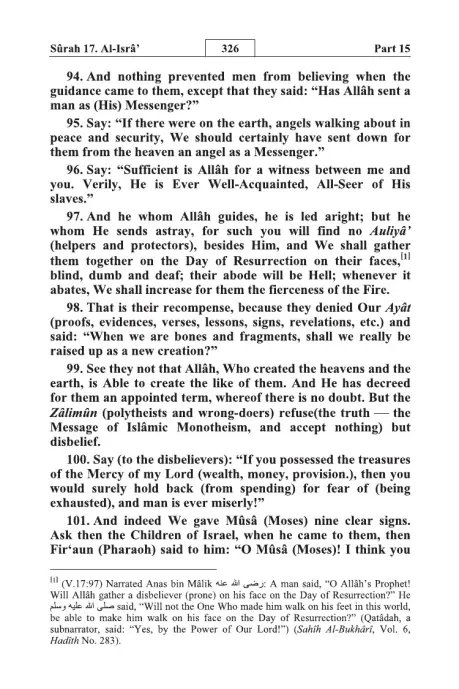 Sûrah 17. Al-Isrâ’ 326 Part 15
94. And nothing prevented men from believing when the
guidance came to them, except that they said: “Has Allâh sent a
man as (His) Messenger?”
95. Say: “If there were on the earth, angels walking about in
peace and security, We should certainly have sent down for
them from the heaven an angel as a Messenger.”
96. Say: “Sufficient is Allâh for a witness between me and
you. Verily, He is Ever Well-Acquainted, All-Seer of His
slaves.”
97. And he whom Allâh guides, he is led aright; but he
whom He sends astray, for such you will find no Auliyâ’
(helpers and protectors), besides Him, and We shall gather
them together on the Day of Resurrection on their faces,[1]
blind, dumb and deaf; their abode will be Hell; whenever it
abates, We shall increase for them the fierceness of the Fire.
98. That is their recompense, because they denied Our Ayât
(proofs, evidences, verses, lessons, signs, revelations, etc.) and
said: “When we are bones and fragments, shall we really be
raised up as a new creation?”
99. See they not that Allâh, Who created the heavens and the
earth, is Able to create the like of them. And He has decreed
for them an appointed term, whereof there is no doubt. But the
Zâlimûn (polytheists and wrong-doers) refuse(the truth — the
Message of Islâmic Monotheism, and accept nothing) but
disbelief.
100. Say (to the disbelievers): “If you possessed the treasures
of the Mercy of my Lord (wealth, money, provision.), then you
would surely hold back (from spending) for fear of (being
exhausted), and man is ever miserly!”
101. And indeed We gave Mûsâ (Moses) nine clear signs.
Ask then the Children of Israel, when he came to them, then
Fir‘aun (Pharaoh) said to him: “O Mûsâ (Moses)! I think you
[1] (V.17:97) Narrated Anas bin Mâlik رضى الله عنه: A man said, “O Allâh’s Prophet!
Will Allâh gather a disbeliever (prone) on his face on the Day of Resurrection?” He
صلى الله عليه وسلم said, “Will not the One Who made him walk on his feet in this world,
be able to make him walk on his face on the Day of Resurrection?” (Qatâdah, a
subnarrator, said: “Yes, by the Power of Our Lord!”) (Sahîh Al-Bukhârî, Vol. 6,
Hadîth No. 283).